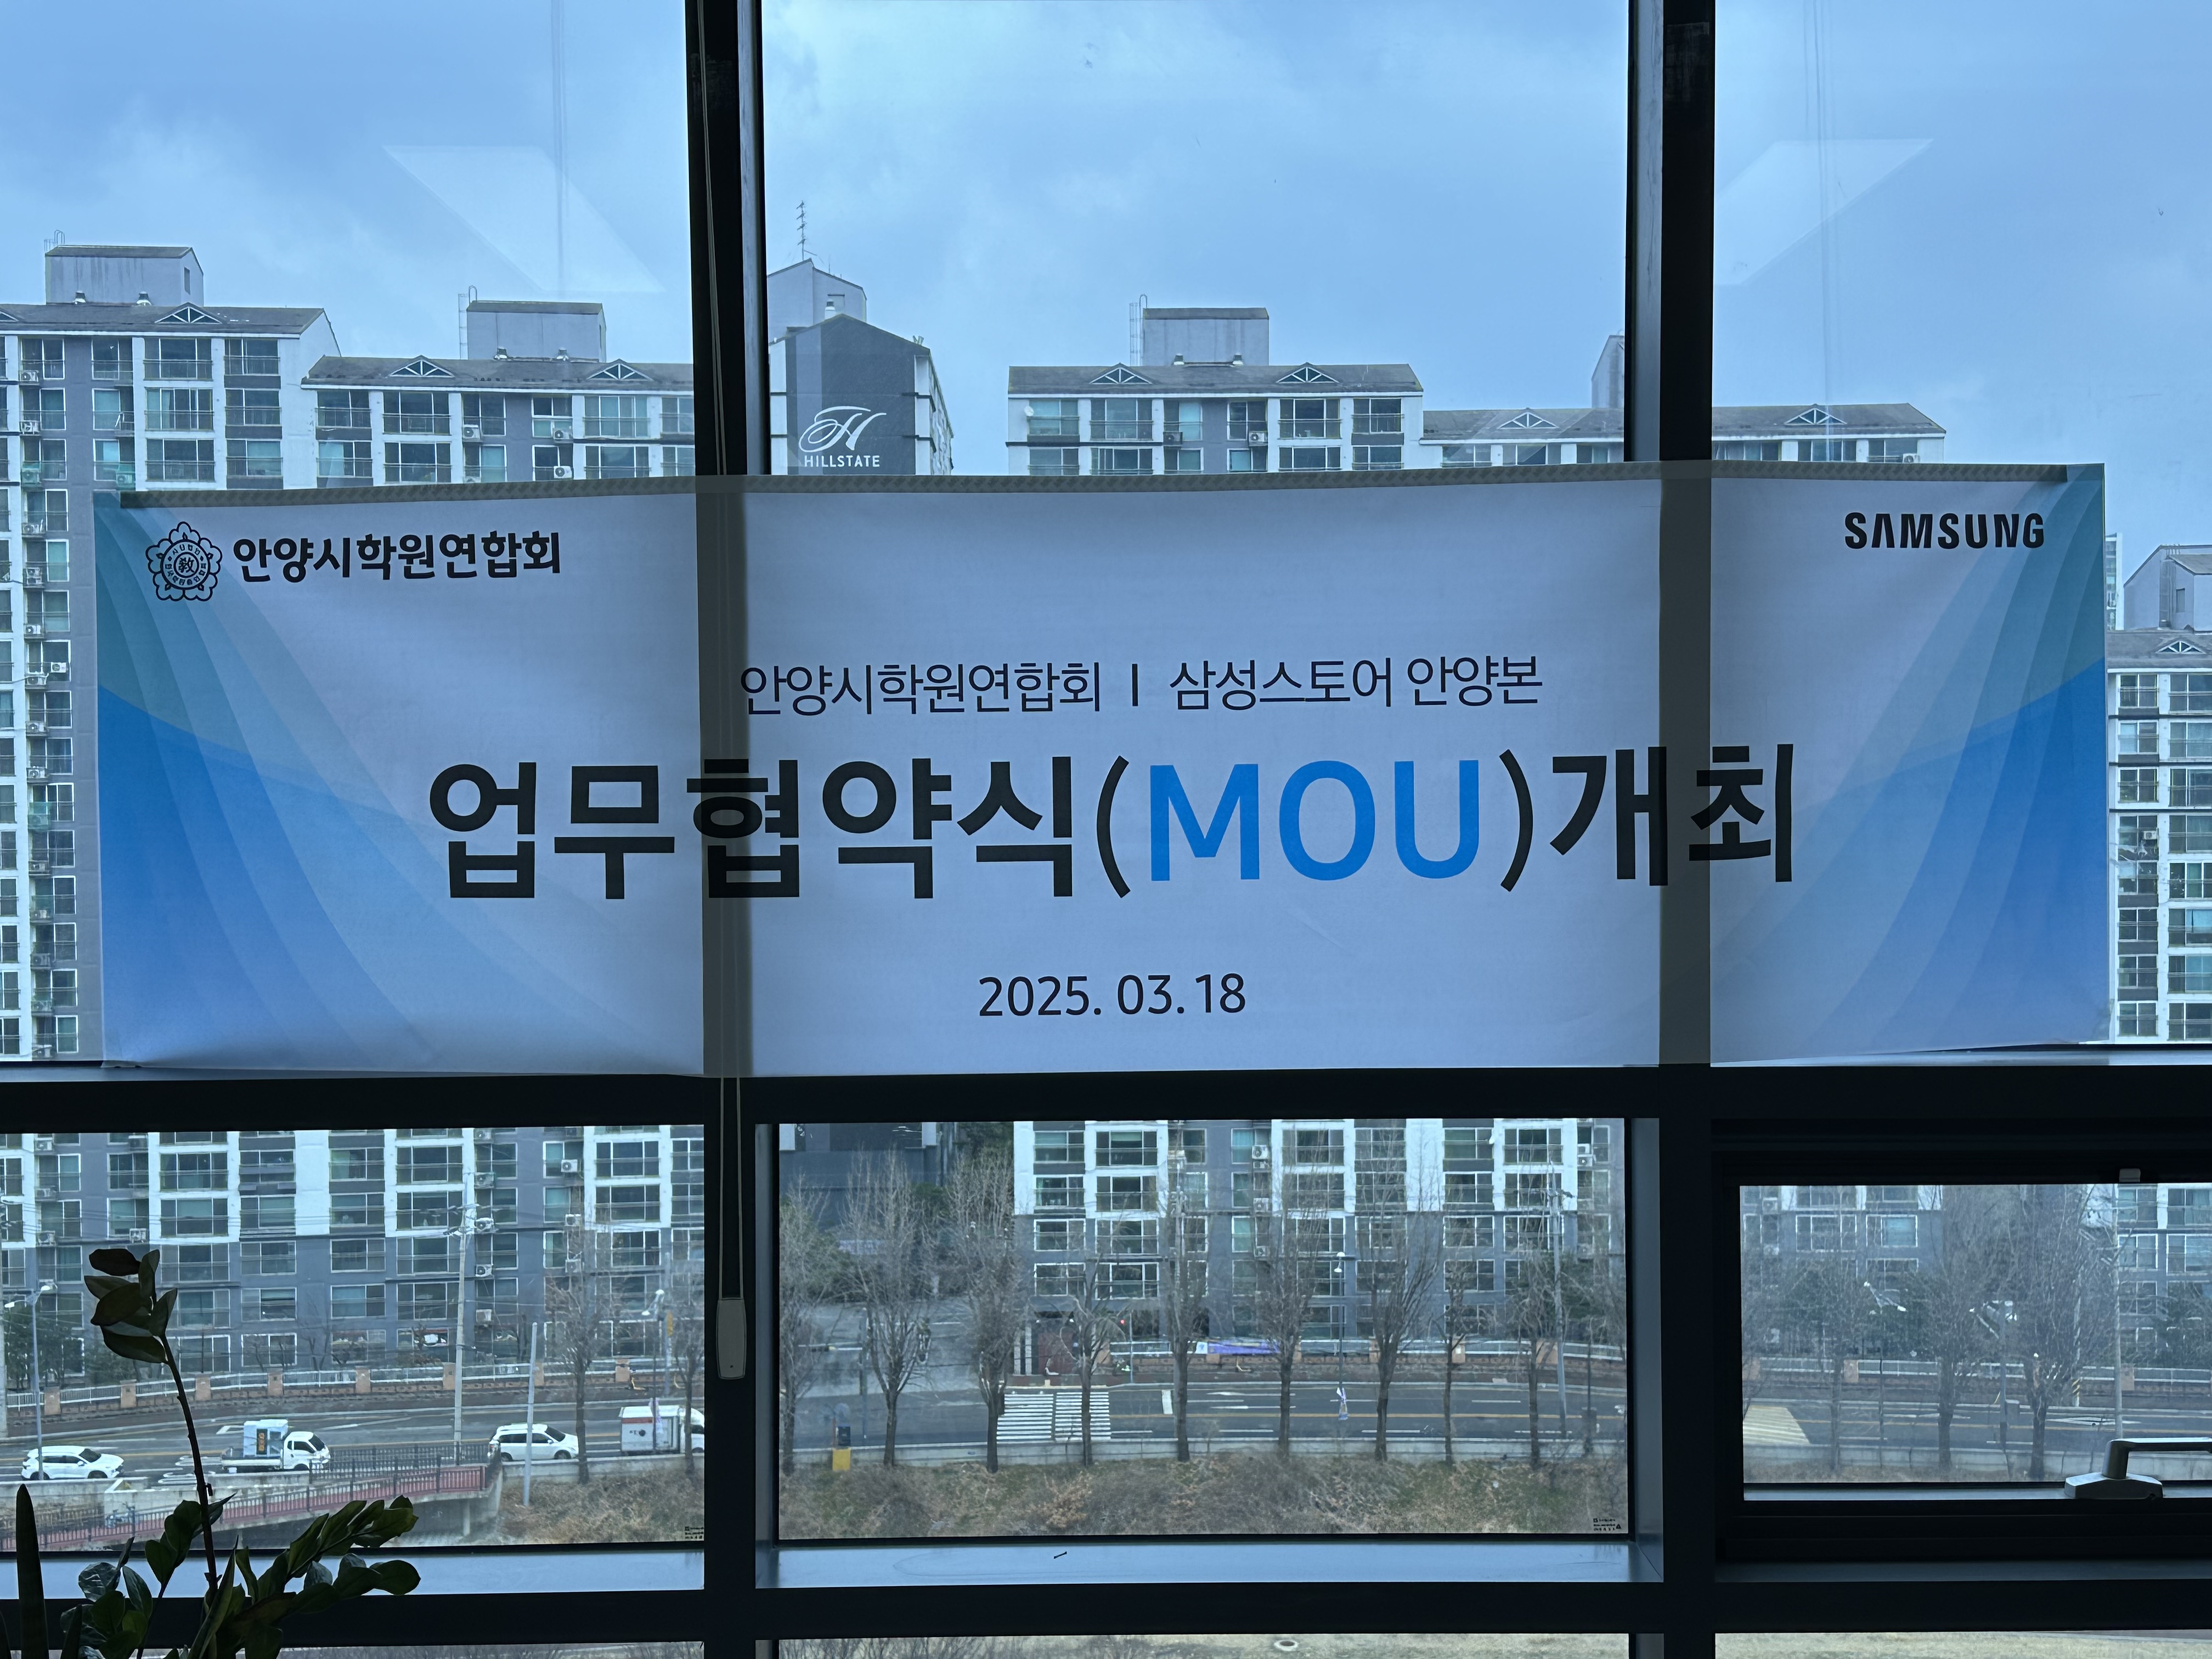 HILLSTATE
안양시학원연합회
SAMSUNG
안양시학원연합회 | 삼성스토어 안양본
업무협약식(MOU)개최
2025. 03. 18